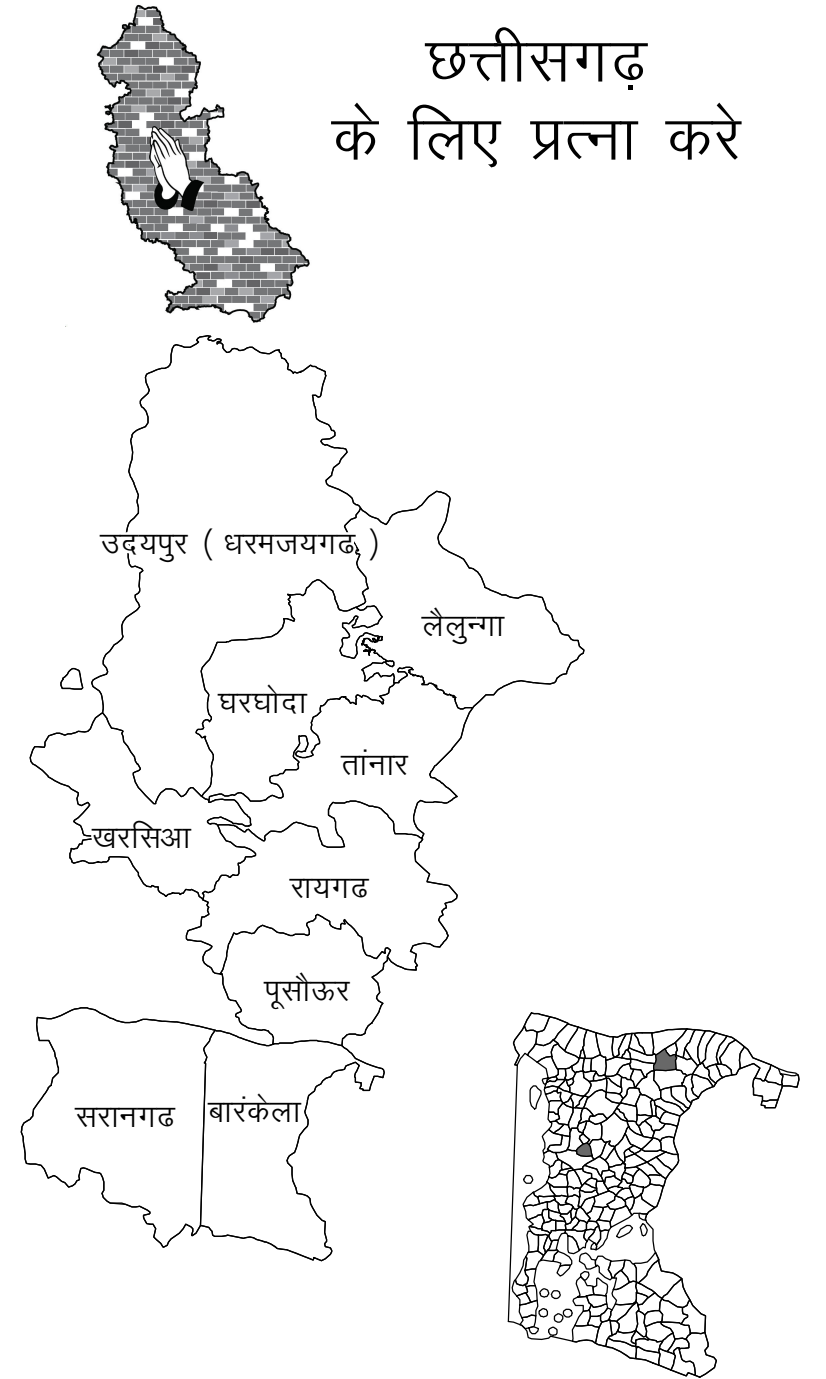 छत्तीसगढ़
के लिए प्रत्ना करे
उदयपुर ( धरमजयगढ )
लैलुन्गा
घरघोदा
तांनार
खरसिआ
रायगढ
पूसौऊर
सरानगढ
बारंकेला